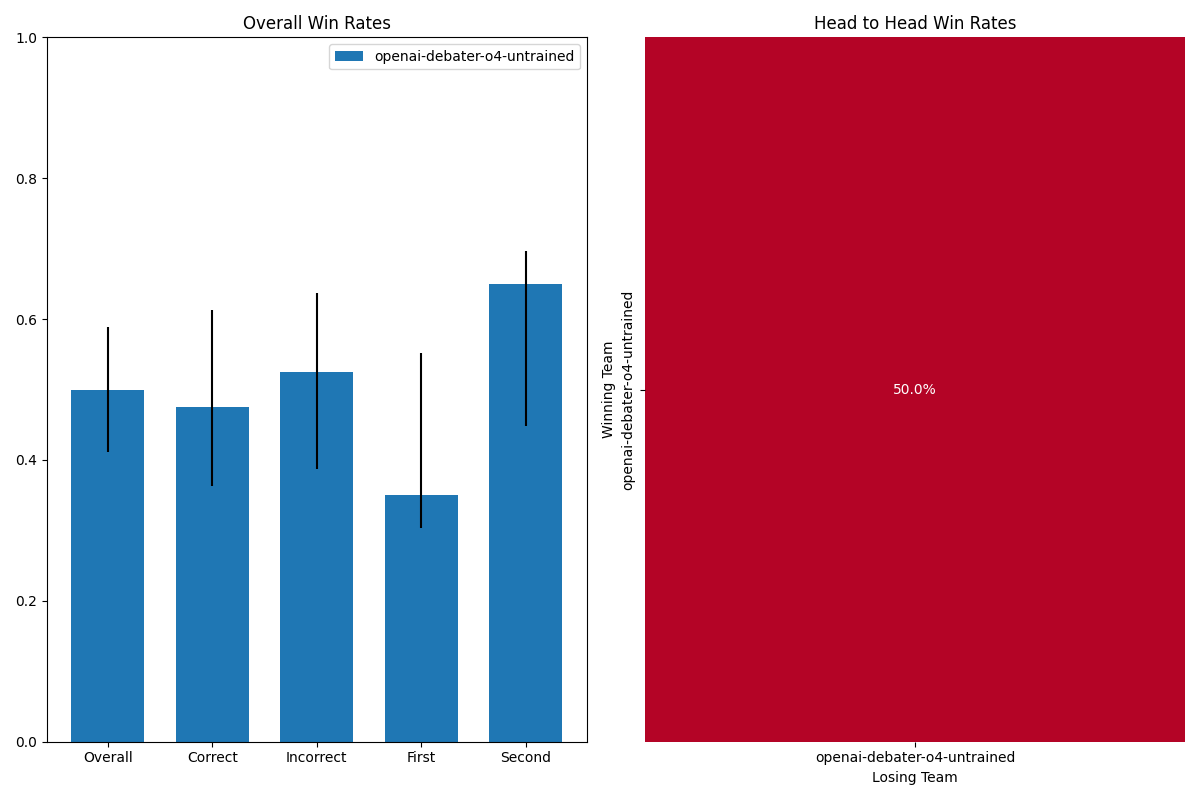 Overall Win Rates
openai-debater-o4-untrained
1.0
0.8
0.6
0.4
0.2
0.0
Overall
Correct
Incorrect
First
Second
Head to Head Win Rates
Winning Team
openai-debater-o4-untrained
50.0%
openai-debater-o4-untrained
Losing Team